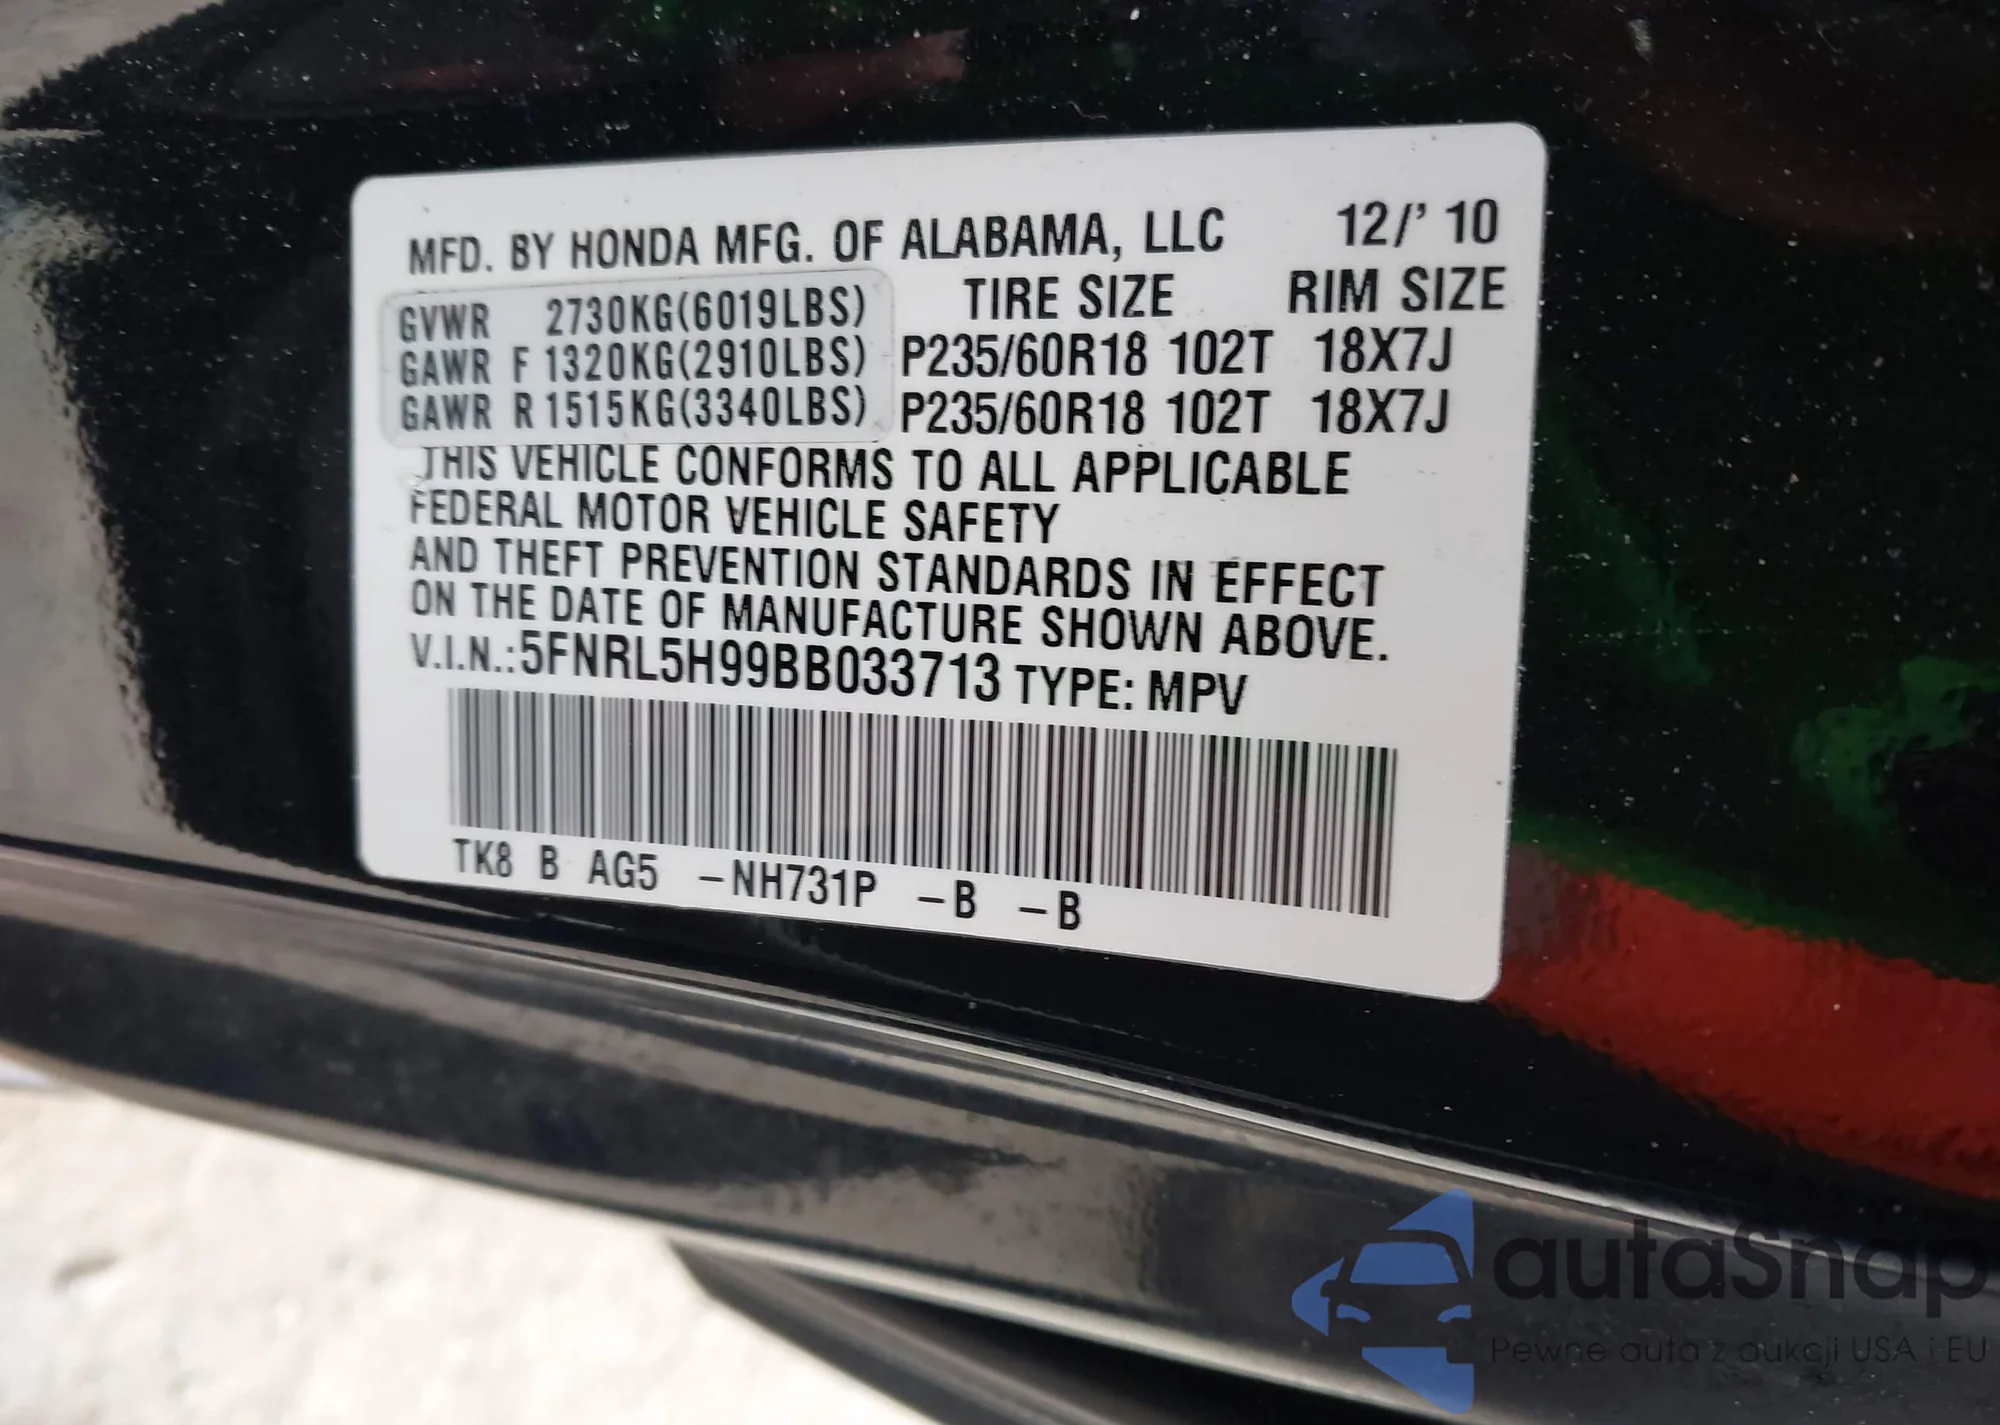 MFD. BY HONDA MFG. OF ALABAMA, LLC 12/' 10
TIRE SIZE RIM SIZE
GVWR 2730KG(6019LBS)
GAWR F 1320KG(2910LBS) P235/60R18 102T 18X7J
GAWR R 1515KG(3340LBS) P235/60R18 102T 18X7J
THIS VEHICLE CONFORMS TO ALL APPLICABLE
FEDERAL MOTOR VEHICLE SAFETY
AND THEFT PREVENTION STANDARDS IN EFFECT
ON THE DATE OF MANUFACTURE SHOWN ABOVE.
V.I.N.:5FNRL5H99BB033713 TYPE: MPV
TK8 B AG5 –NH731P –B –B
autaSnap
Pewne auta z aukcji USA i EU